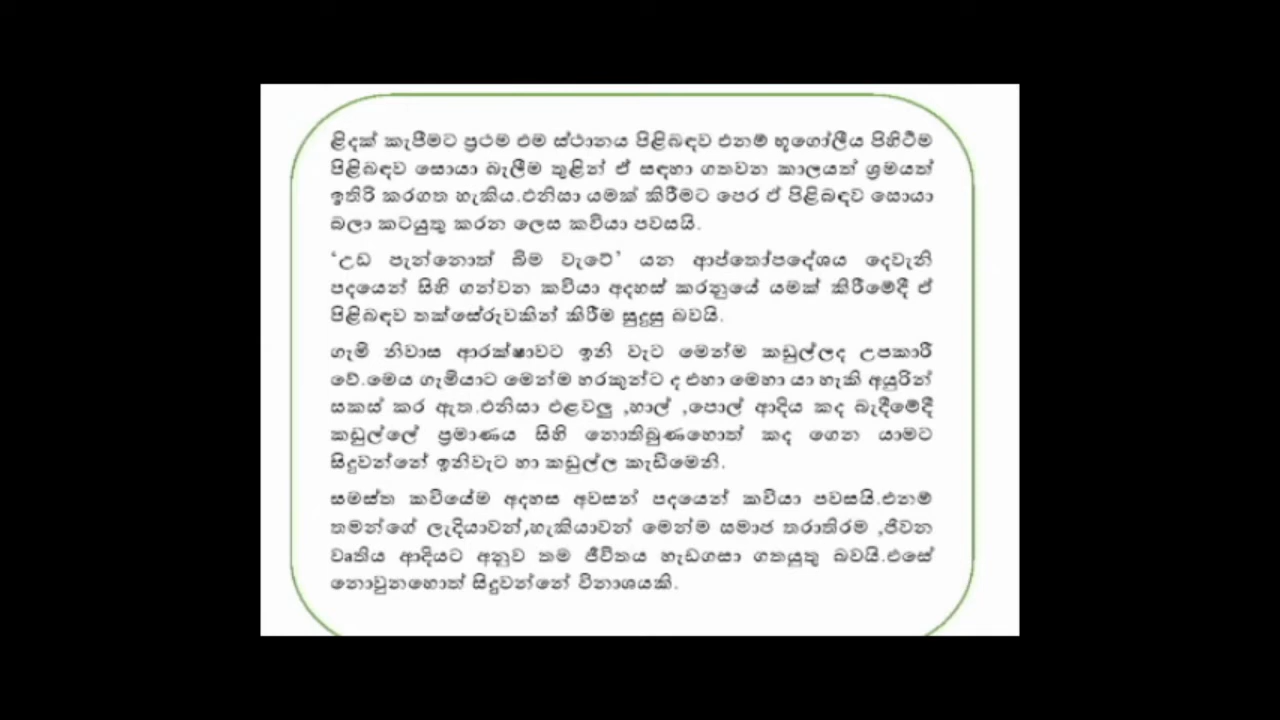 ළිඳක් කැපීමට ප්‍රථම එම ස්ථානය පිළිබඳව එනම් භූගෝලීය පිහිටීම
පිළිබඳව සොයා බැලීම තුළින් ඒ සඳහා ගතවන කාලයත් ශ්‍රමයත්
ඉතිරි කරගත හැකිය.එනිසා යමක් කිරීමට පෙර ඒ පිළිබඳව සොයා
බලා කටයුතු කරන ලෙස කවියා පවසයි.
‘උඩ පැන්නොත් බිම වැටේ’ යන ආප්තෝපදේශය දෙවැනි
පදයෙන් සිහි ගන්වන කවියා අදහස් කරනුයේ යමක් කිරීමේදී ඒ
පිළිබඳව තක්සේරුවකින් කිරීම සුදුසු බවයි.
ගැමි නිවාස ආරක්ෂාවට ඉනි වැට මෙන්ම කඩුල්ලද උපකාරී
වේ.මෙය ගැමියාට මෙන්ම හරකුන්ට ද එහා මෙහා යා හැකි අයුරින්
සකස් කර ඇත.එනිසා එළවලු ,හාල් ,පොල් ආදිය කද බැඳීමේදී
කඩුල්ලේ ප්‍රමාණය සිහි නොතිබුණහොත් කද ගෙන යාමට
සිදුවන්නේ ඉනිවැට හා කඩුල්ල කැඩීමෙනි.
සමස්ත කවියේම අදහස අවසන් පදයෙන් කවියා පවසයි.එනම්
තමන්ගේ ලැදියාවන්,හැකියාවන් මෙන්ම සමාජ තරාතිරම ,ජීවන
වෘතිය ආදියට අනුව තම ජීවිතය හැඩගසා ගතයුතු බවයි.එසේ
නොවුනහොත් සිදුවන්නේ විනාශයකි.